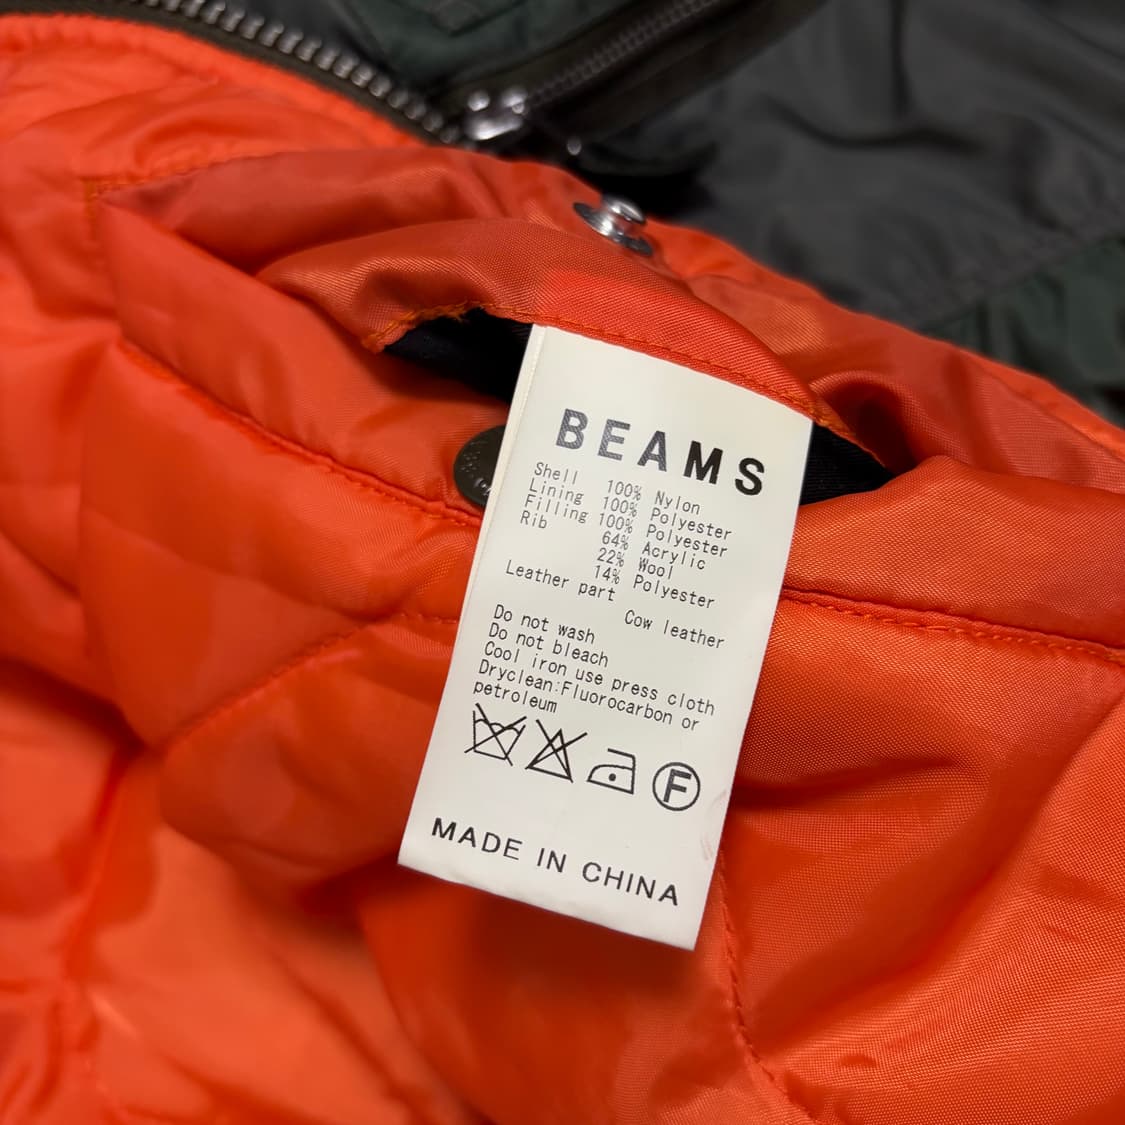 BEAMS
Shell 100% Nylon
Lining 100% Polyester
Filling 100% Polyester
Rib 64% Acrylic
22% Wool
14% Polyester
Leather part
Cow leather
Do not wash
Do not bleach
Cool iron use press cloth
Dryclean:Fluorocarbon or
petroleum
F
MADE IN CHINA